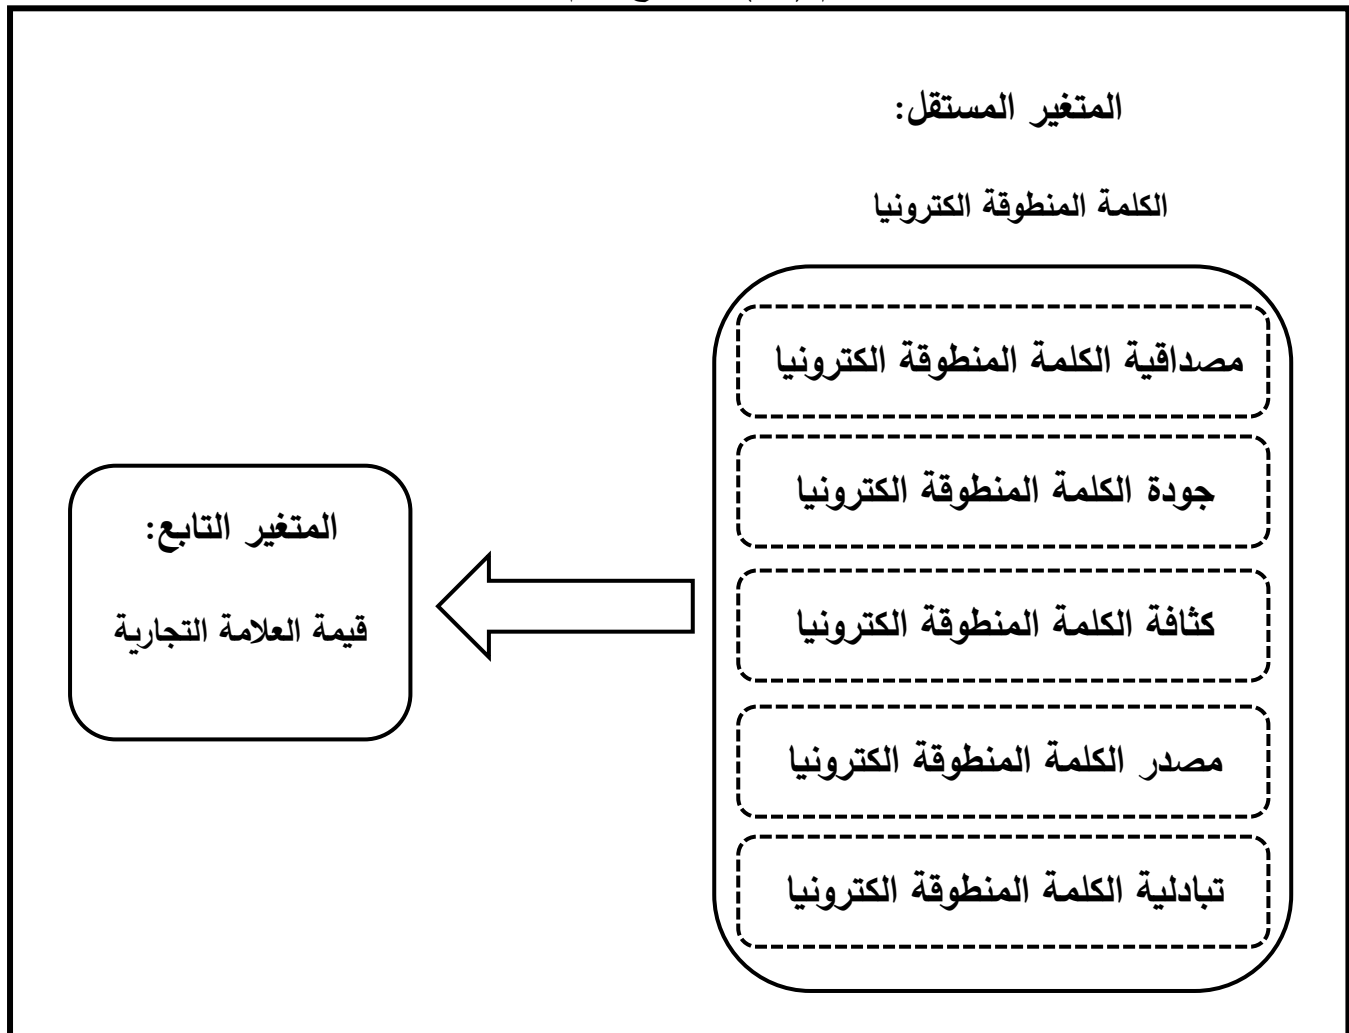 المتغير المستقل:
الكلمة المنطوقة الكترونيا
مصداقية الكلمة المنطوقة الكترونيا
جودة الكلمة المنطوقة الكترونيا
كثافة الكلمة المنطوقة الكترونيا
مصدر الكلمة المنطوقة الكترونيا
تبادلية الكلمة المنطوقة الكترونيا
المتغير التابع:
قيمة العلامة التجارية